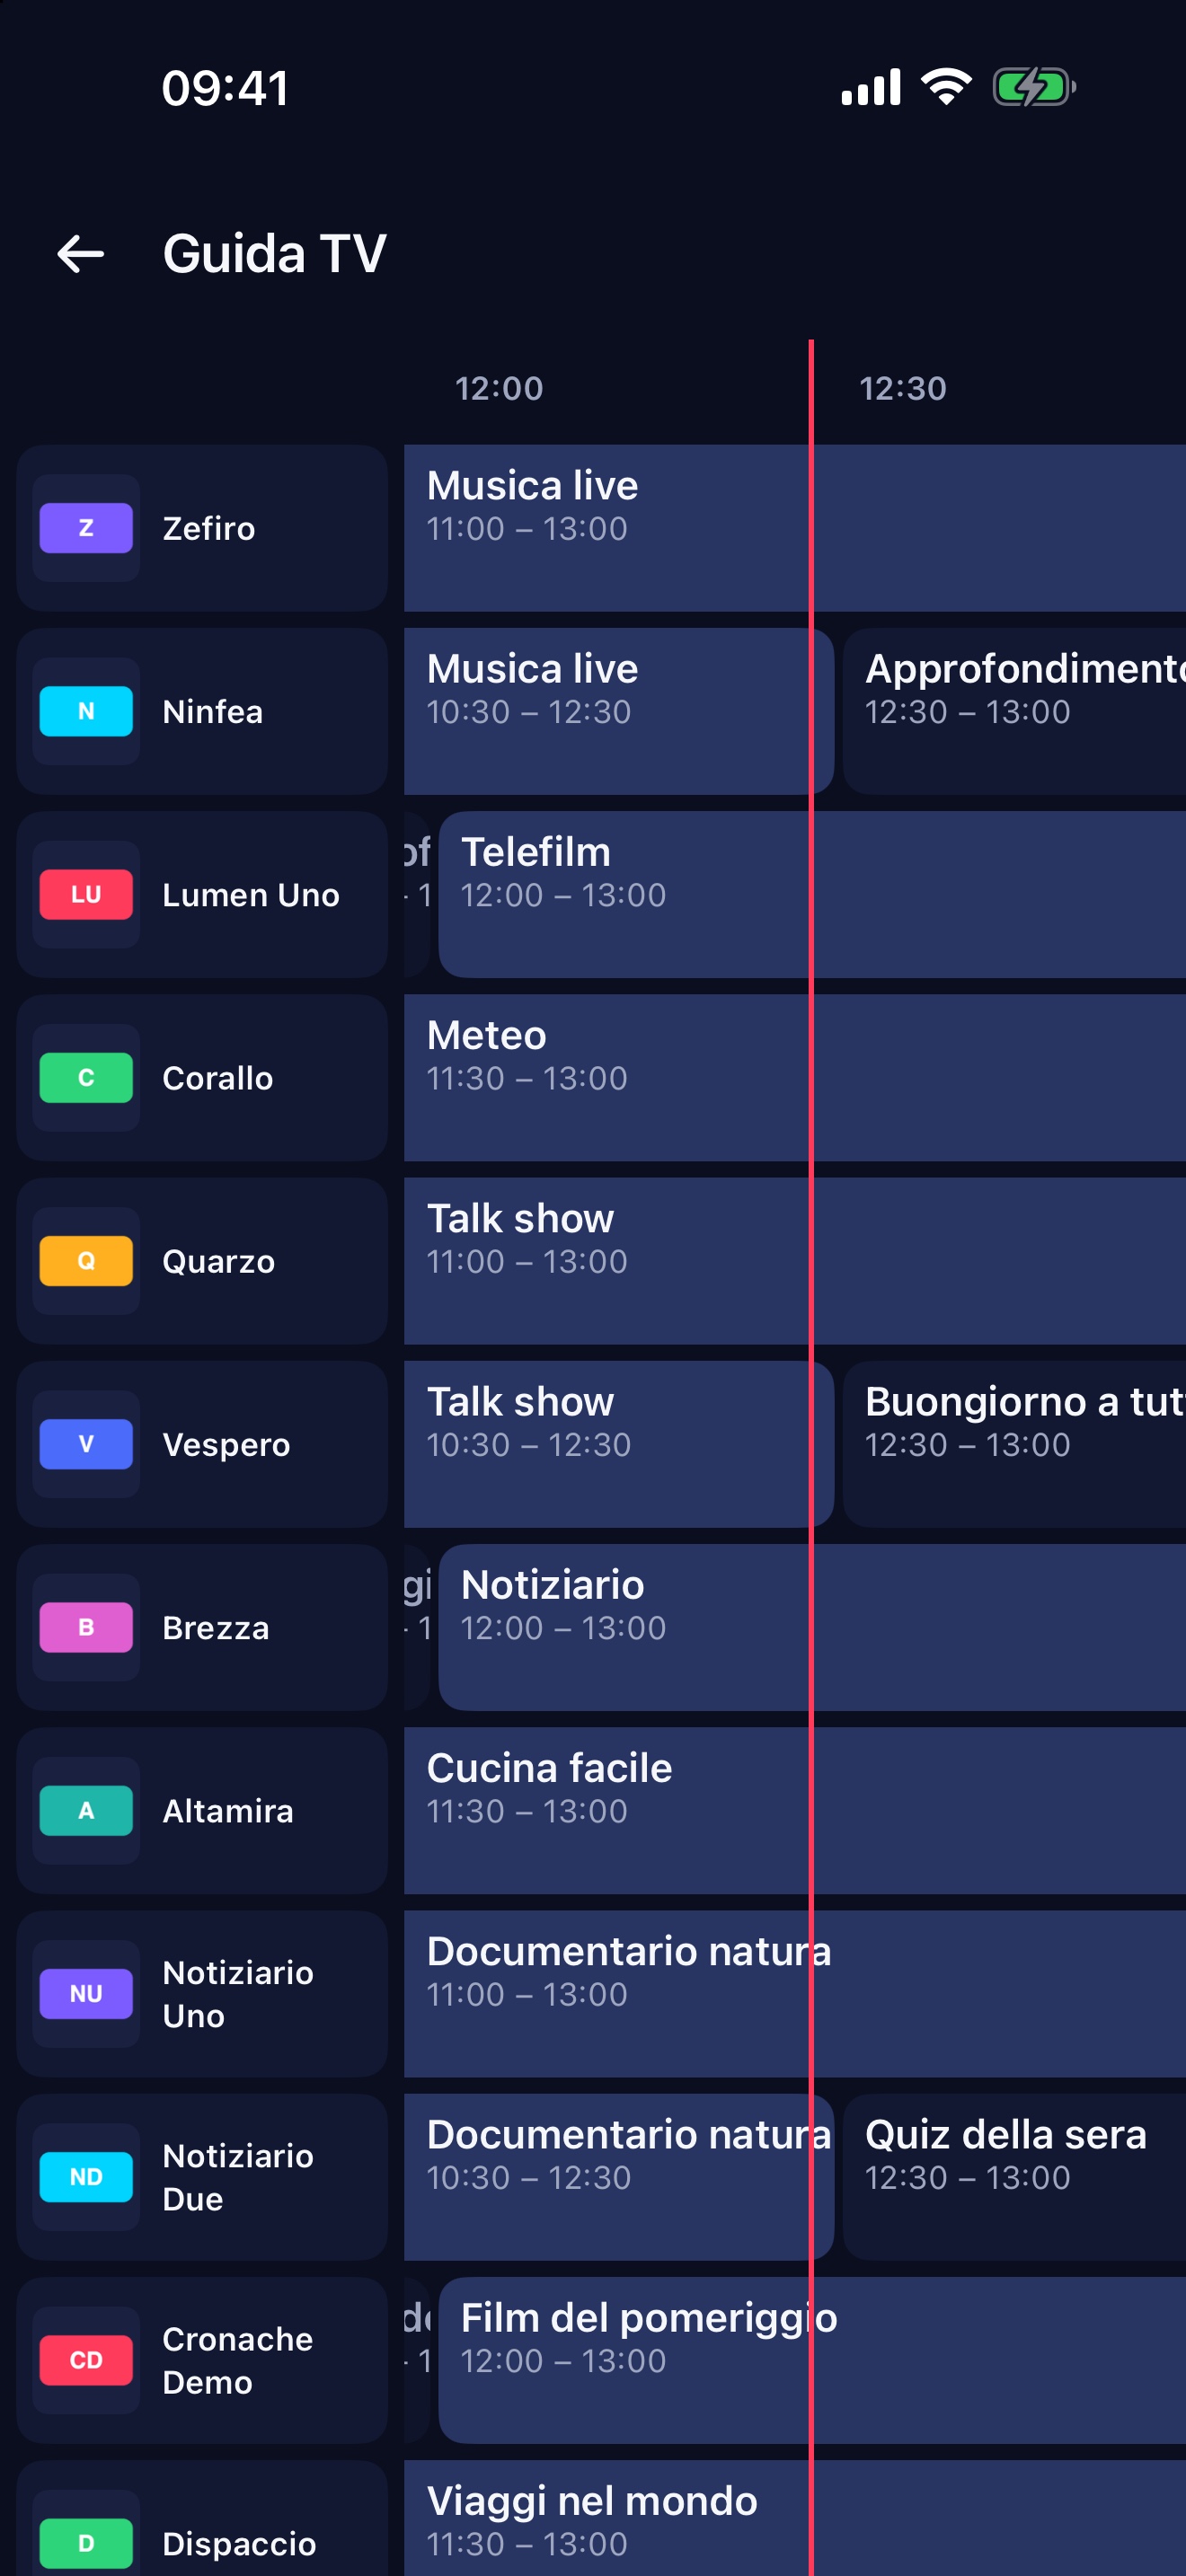 09:41
Guida TV
12:00 12:30
Z Zefiro
Musica live
11:00 – 13:00
N Ninfea
Musica live
10:30 – 12:30
Approfondimento
12:30 – 13:00
LU Lumen Uno
Telefilm
12:00 – 13:00
C Corallo
Meteo
11:30 – 13:00
Q Quarzo
Talk show
11:00 – 13:00
V Vespero
Talk show
10:30 – 12:30
Buongiorno a tut
12:30 – 13:00
B Brezza
gi
Notiziario
12:00 – 13:00
A Altamira
Cucina facile
11:30 – 13:00
NU Notiziario
Uno
Documentario natura
11:00 – 13:00
ND Notiziario
Due
Documentario natura
10:30 – 12:30
Quiz della sera
12:30 – 13:00
CD Cronache
Demo
Film del pomeriggio
12:00 – 13:00
D Dispaccio
Viaggi nel mondo
11:30 – 13:00